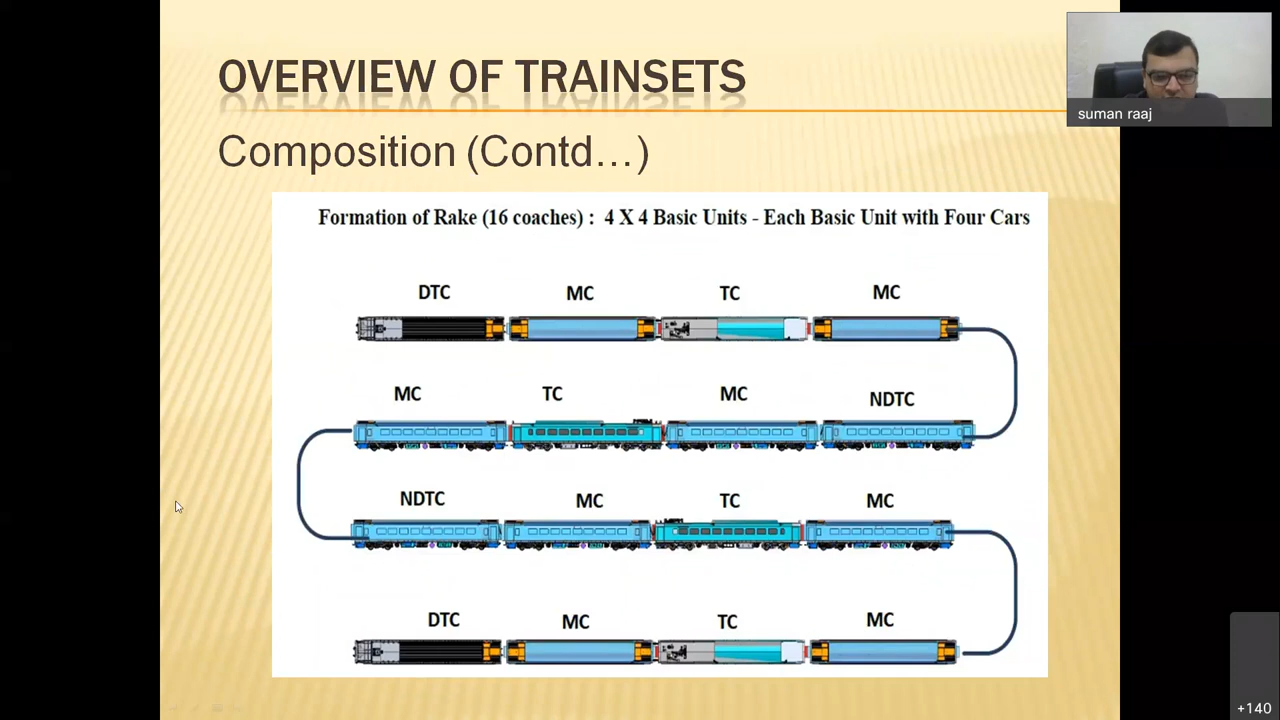 OVERVIEW OF TRAINSETS
suman raaj
Composition (Contd…)
Formation of Rake (16 coaches) : 4 X 4 Basic Units - Each Basic Unit with Four Cars
DTC MC TC MC
MC TC MC NDTC
NDTC MC TC MC
DTC MC TC MC
+140